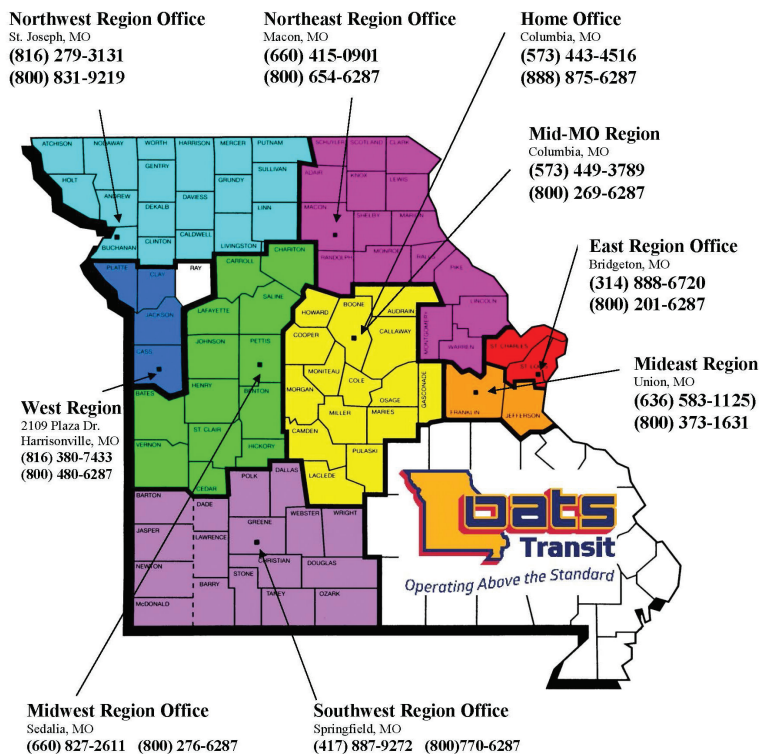 Northwest Region Office
St. Joseph, MO
(816) 279-3131
(800) 831-9219
Northeast Region Office
Macon, MO
(660) 415-0901
(800) 654-6287
Home Office
Columbia, MO
(573) 443-4516
(888) 875-6287
Mid-MO Region
Columbia, MO
(573) 449-3789
(800) 269-6287
East Region Office
Bridgeton, MO
(314) 888-6720
(800) 201-6287
Mideast Region
Union, MO
(636) 583-1125)
(800) 373-1631
West Region
2109 Plaza Dr.
Harrisonville, MO
(816) 380-7433
(800) 480-6287
ATCHISON
NODAWAY
WORTH
HARRISON
MERCER
PUTNAM
HOLT
GENTRY
SULLIVAN
ANDREW
DEKALB
DAVIESS
GRUNDY
LINN
BUCHANAN
CLINTON
CALDWELL
LIVINGSTON
SCHUYLER
SCOTLAND
CLARK
ADAIR
KNOX
LEWIS
MACON
SHELBY
MARION
RANDOLPH
MONROE
RALLS
PIKE
LINCOLN
MONTGOMERY
WARREN
PLATTE
CLAY
RAY
JACKSON
CASS
CARROLL
CHARITON
SALINE
LAFAYETTE
JOHNSON
PETTIS
HENRY
BENTON
BATES
ST. CLAIR
VERNON
HICKORY
CEDAR
HOWARD
BOONE
AUDRAIN
COOPER
CALLAWAY
MONITEAU
COLE
OSAGE
GASCONADE
MORGAN
MILLER
MARIES
CAMDEN
PULASKI
LACLEDE
ST. CHARLES
ST. LOUIS
FRANKLIN
JEFFERSON
BARTON
DADE
POLK
DALLAS
JASPER
LAWRENCE
GREENE
WEBSTER
WRIGHT
NEWTON
CHRISTIAN
DOUGLAS
McDONALD
BARRY
STONE
TANEY
OZARK
oats
Transit
Operating Above the Standard
Midwest Region Office
Sedalia, MO
(660) 827-2611 (800) 276-6287
Southwest Region Office
Springfield, MO
(417) 887-9272 (800)770-6287